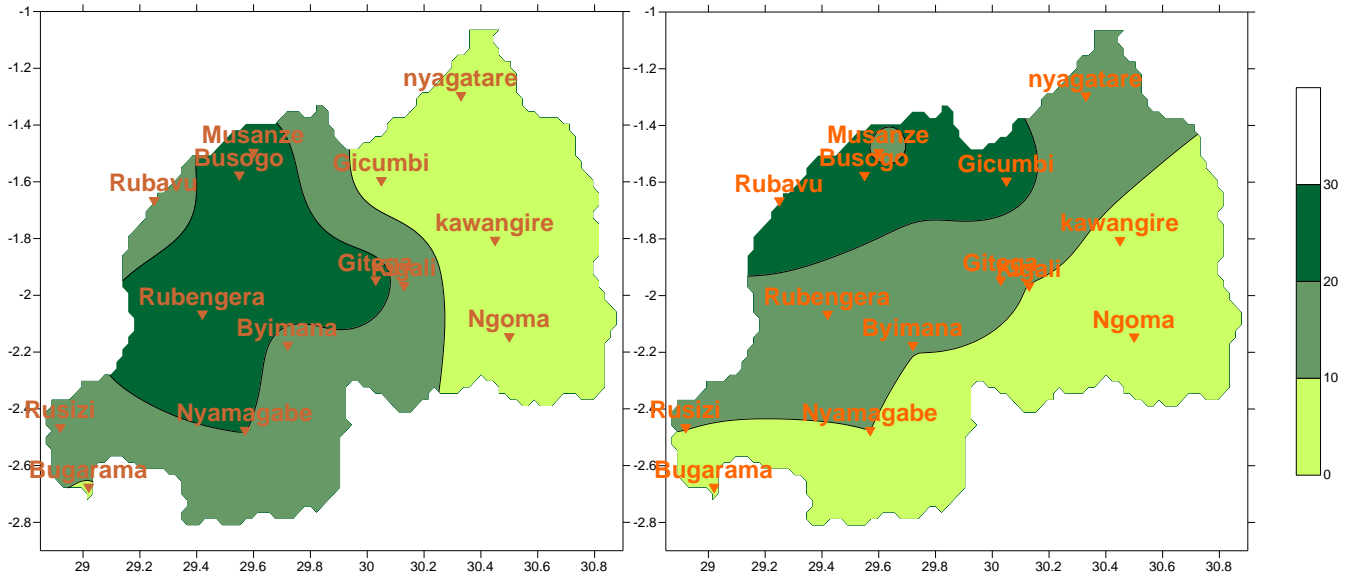 -1
-1.2
-1.4
-1.6
-1.8
-2
-2.2
-2.4
-2.6
-2.8
nyagatare
Musanze
Busogo
Gicumbi
Rubavu
kawangire
Gitega
Kigali
Rubengera
Ngoma
Byimana
Rusizi
Nyamagabe
Bugarama
29 29.2 29.4 29.6 29.8 30 30.2 30.4 30.6 30.8
-1
-1.2
-1.4
-1.6
-1.8
-2
-2.2
-2.4
-2.6
-2.8
nyagatare
Musanze
Busogo
Gicumbi
Rubavu
kawangire
Gitega
Kigali
Rubengera
Ngoma
Byimana
Rusizi
Nyamagabe
Bugarama
29 29.2 29.4 29.6 29.8 30 30.2 30.4 30.6 30.8
30
20
10
0